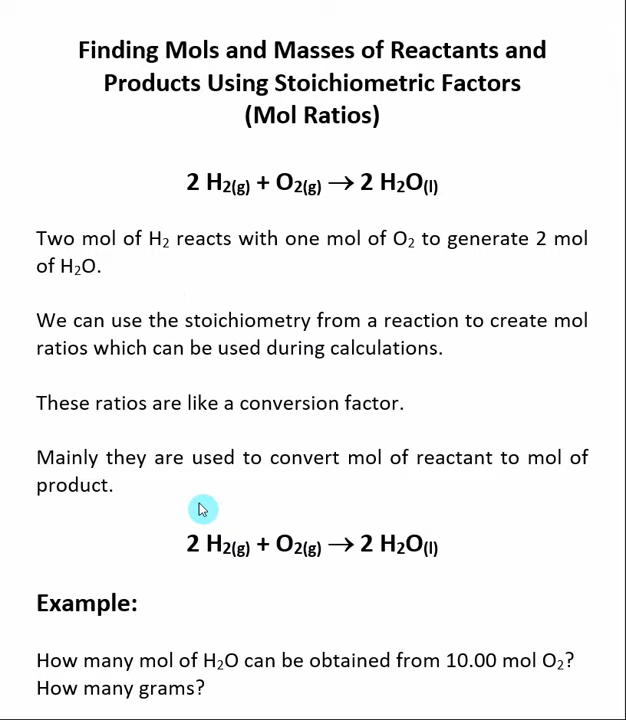 Finding Mols and Masses of Reactants and
Products Using Stoichiometric Factors
(Mol Ratios)
2 H₂(g) + O₂(g) → 2 H₂O(l)
Two mol of H₂ reacts with one mol of O₂ to generate 2 mol
of H₂O.
We can use the stoichiometry from a reaction to create mol
ratios which can be used during calculations.
These ratios are like a conversion factor.
Mainly they are used to convert mol of reactant to mol of
product.
2 H₂(g) + O₂(g) → 2 H₂O(l)
Example:
How many mol of H₂O can be obtained from 10.00 mol O₂?
How many grams?